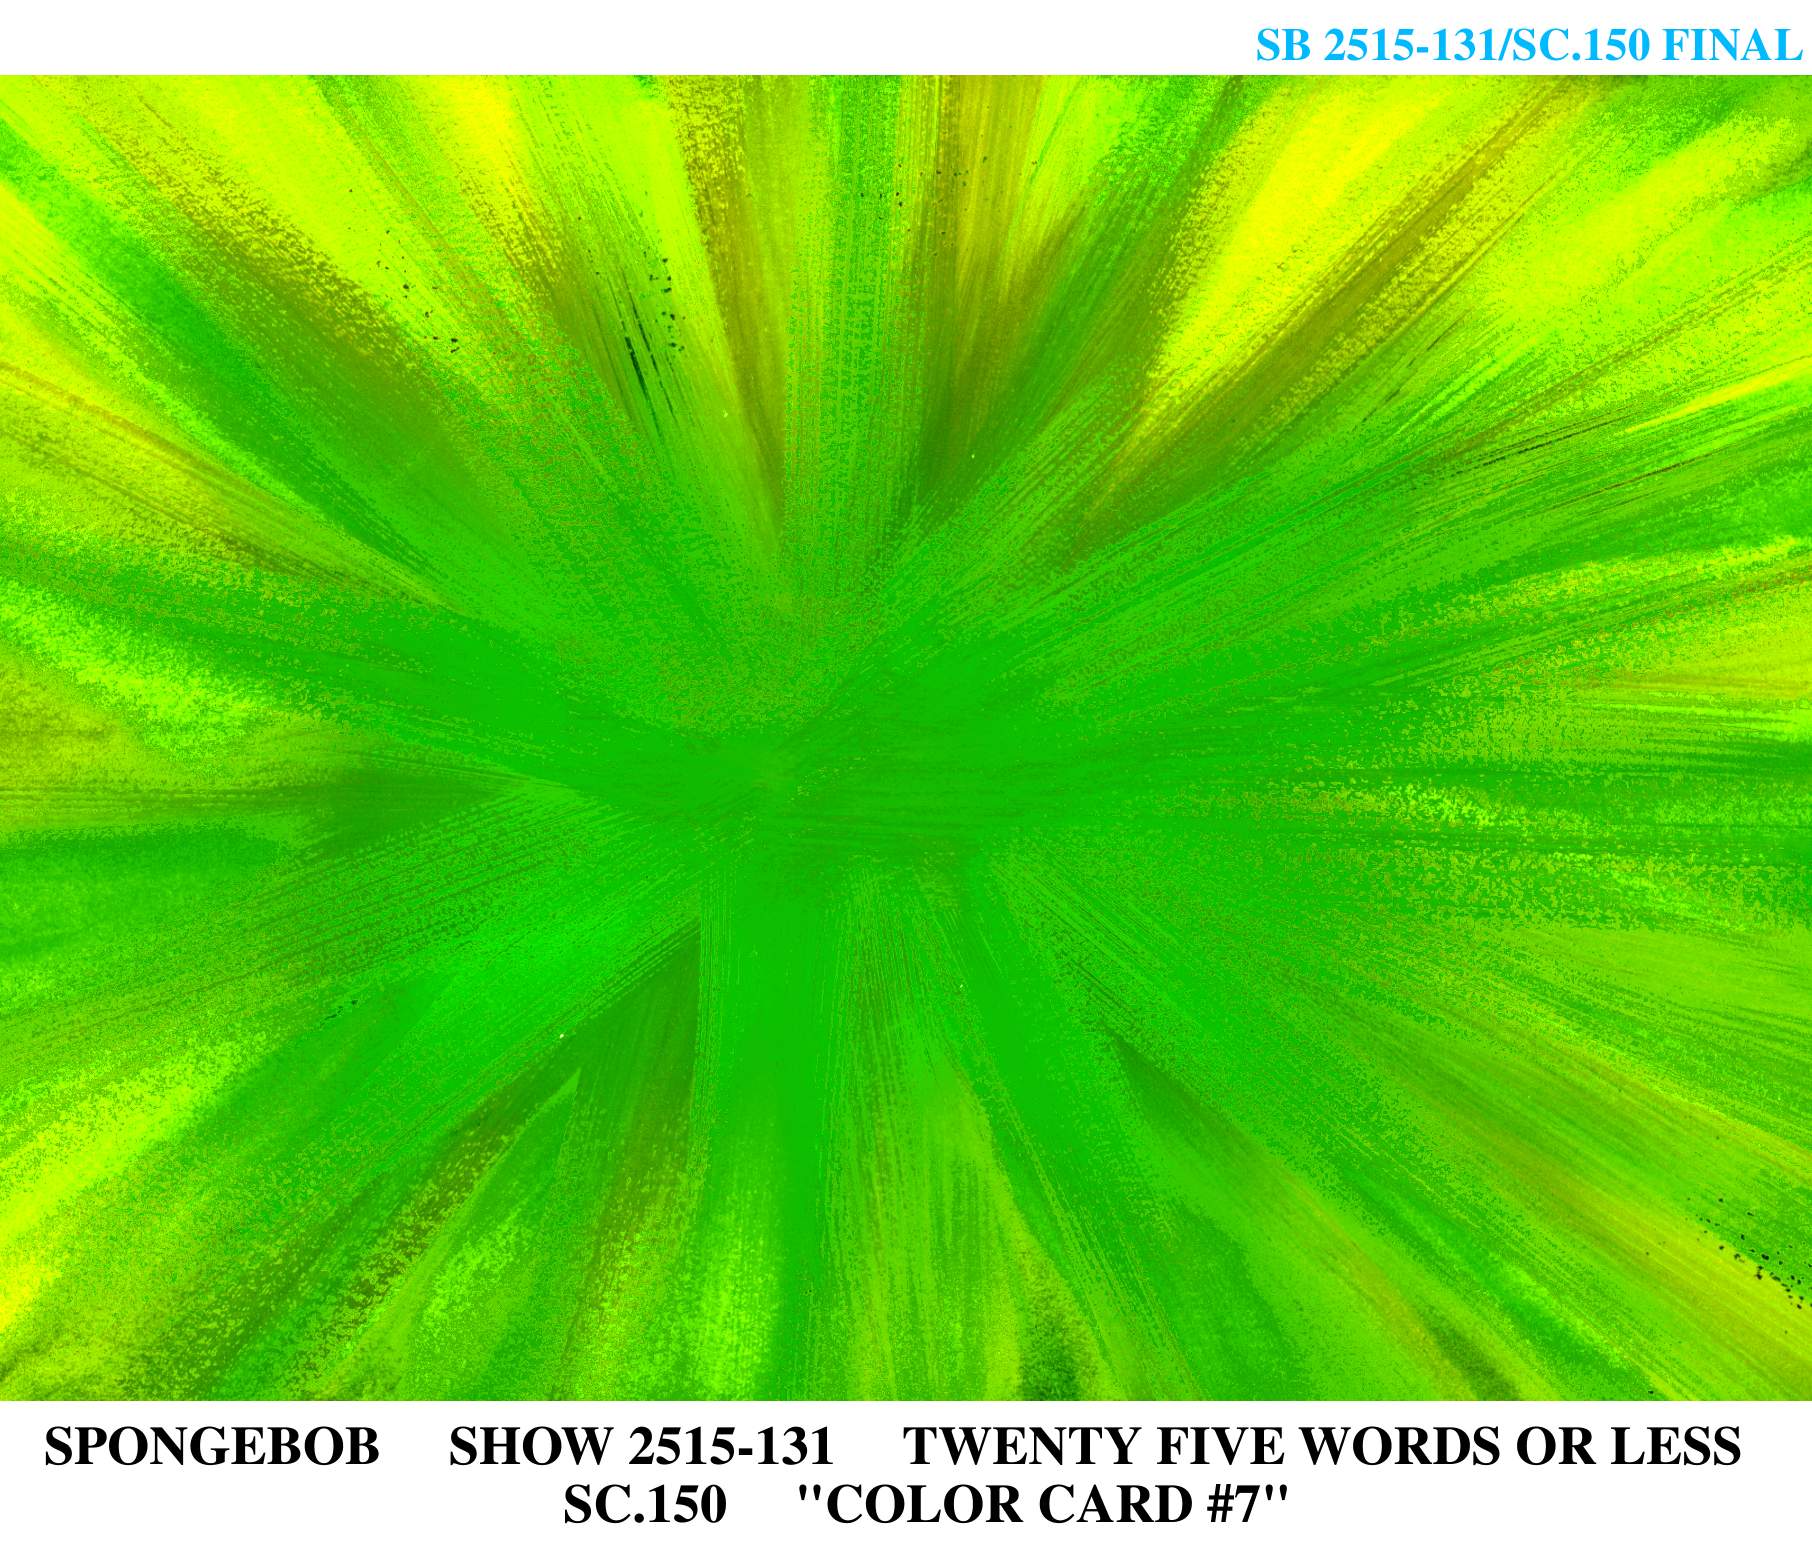 SB 2515-131/SC.150 FINAL
SPONGEBOB SHOW 2515-131 TWENTY FIVE WORDS OR LESS
SC.150 "COLOR CARD #7"